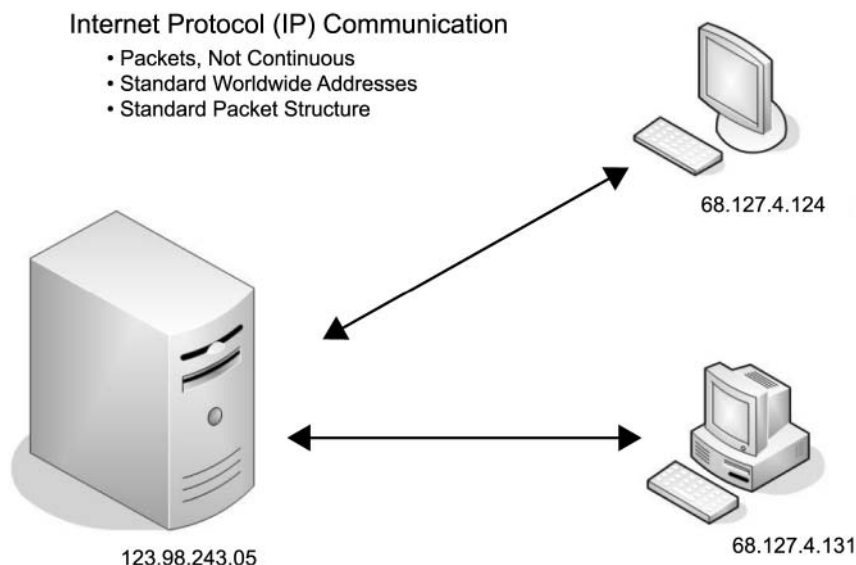 Internet Protocol (IP) Communication
• Packets, Not Continuous
• Standard Worldwide Addresses
• Standard Packet Structure
68.127.4.124
123.98.243.05
68.127.4.131